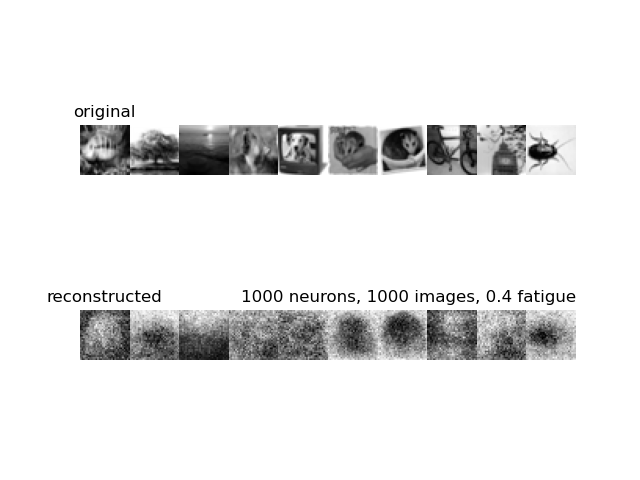 original
reconstructed
1000 neurons, 1000 images, 0.4 fatigue